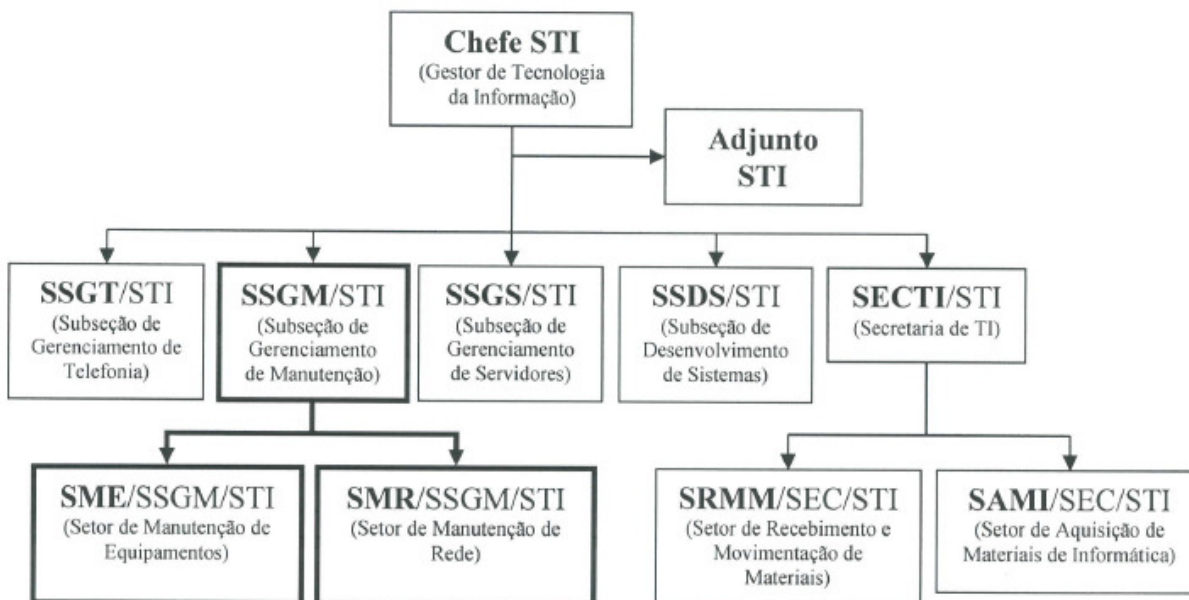 Chefe STI
(Gestor de Tecnologia
da Informação)
Adjunto
STI
SSGT/STI
(Subseção de
Gerenciamento de
Telefonia)
SSGM/STI
(Subseção de
Gerenciamento
de Manutenção)
SSGS/STI
(Subseção de
Gerenciamento
de Servidores)
SSDS/STI
(Subseção de
Desenvolvimento
de Sistemas)
SECTI/STI
(Secretaria de TI)
SME/SSGM/STI
(Setor de Manutenção de
Equipamentos)
SMR/SSGM/STI
(Setor de Manutenção de
Rede)
SRMM/SEC/STI
(Setor de Recebimento e
Movimentação de
Materiais)
SAMI/SEC/STI
(Setor de Aquisição de
Materiais de Informática)